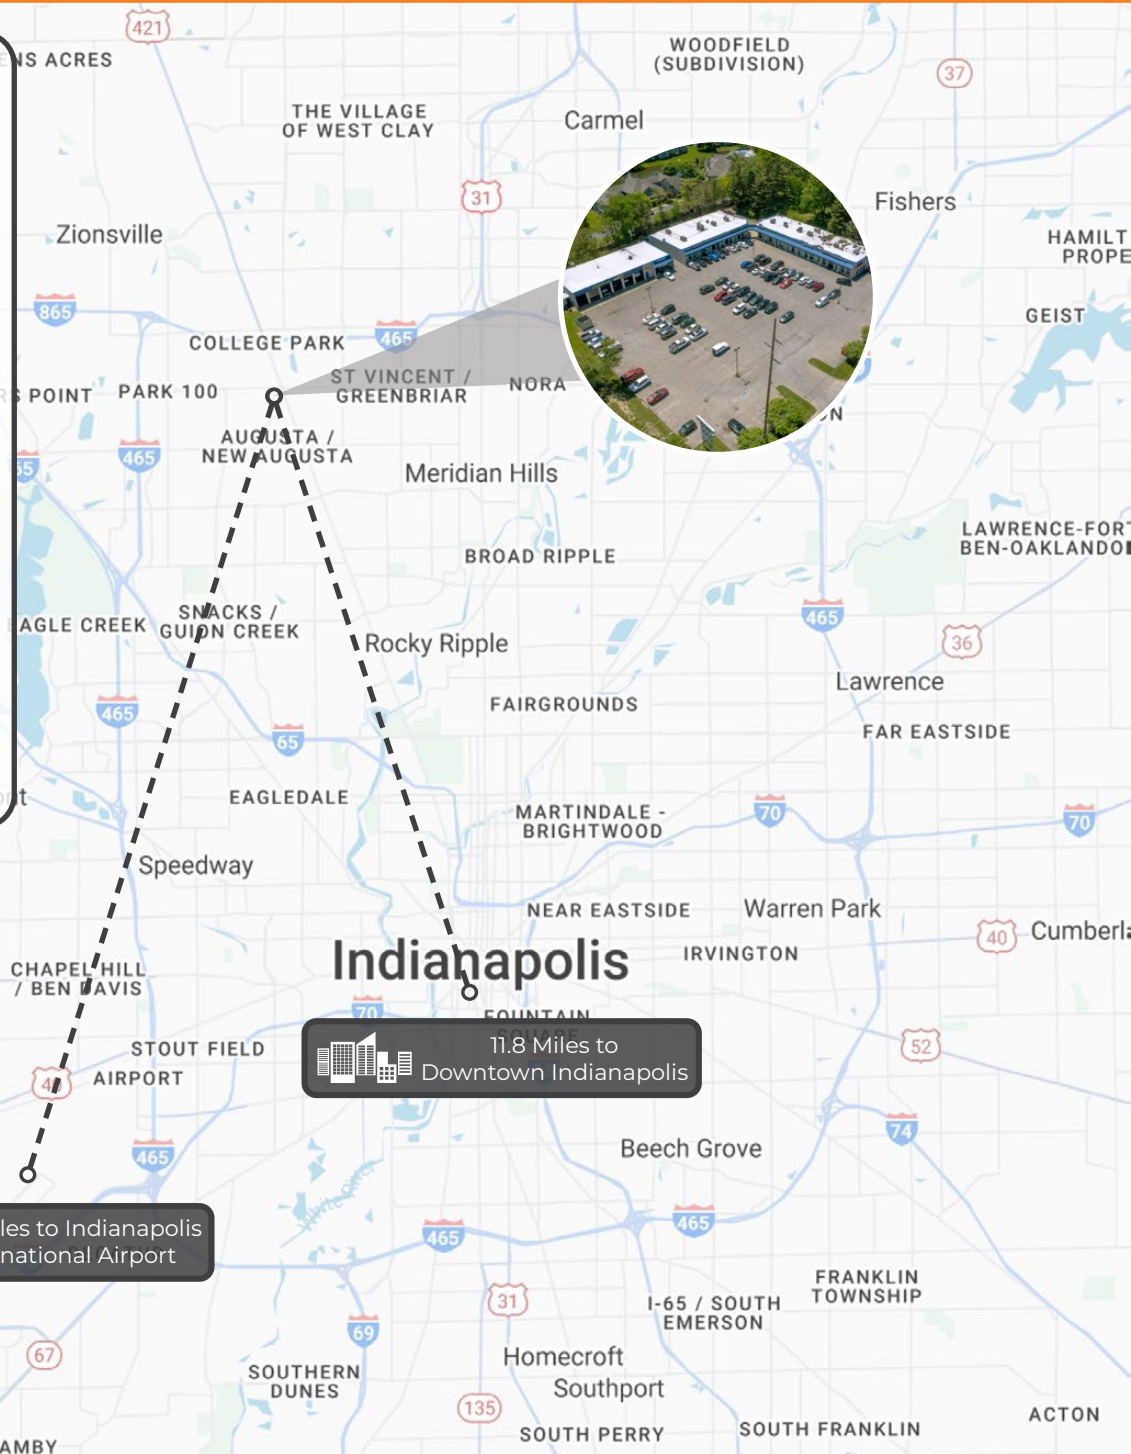 421
NS ACRES
WOODFIELD
(SUBDIVISION)
37
THE VILLAGE
OF WEST CLAY
Carmel
31
Fishers
Zionsville
HAMILT
PROPE
865
GEIST
COLLEGE PARK
465
ST VINCENT /
GREENBRIAR
NORA
POINT
PARK 100
AUGUSTA /
NEW AUGUSTA
465
Meridian Hills
LAWRENCE-FORT
BEN-OAKLANDO
BROAD RIPPLE
SNACKS /
GUION CREEK
AGLE CREEK
465
36
Rocky Ripple
Lawrence
FAIRGROUNDS
465
65
FAR EASTSIDE
EAGLEDALE
MARTINDALE -
BRIGHTWOOD
70
70
Speedway
NEAR EASTSIDE
Warren Park
40
Cumberla
Indianapolis
IRVINGTON
CHAPEL HILL
/ BEN DAVIS
70
FOUNTAIN
SQUARE
11.8 Miles to
Downtown Indianapolis
STOUT FIELD
52
40
AIRPORT
74
465
Beech Grove
White River
les to Indianapolis
national Airport
465
465
FRANKLIN
TOWNSHIP
31
I-65 / SOUTH
EMERSON
69
67
Homecroft
SOUTHERN
DUNES
Southport
135
ACTON
SOUTH PERRY
SOUTH FRANKLIN
AMBY